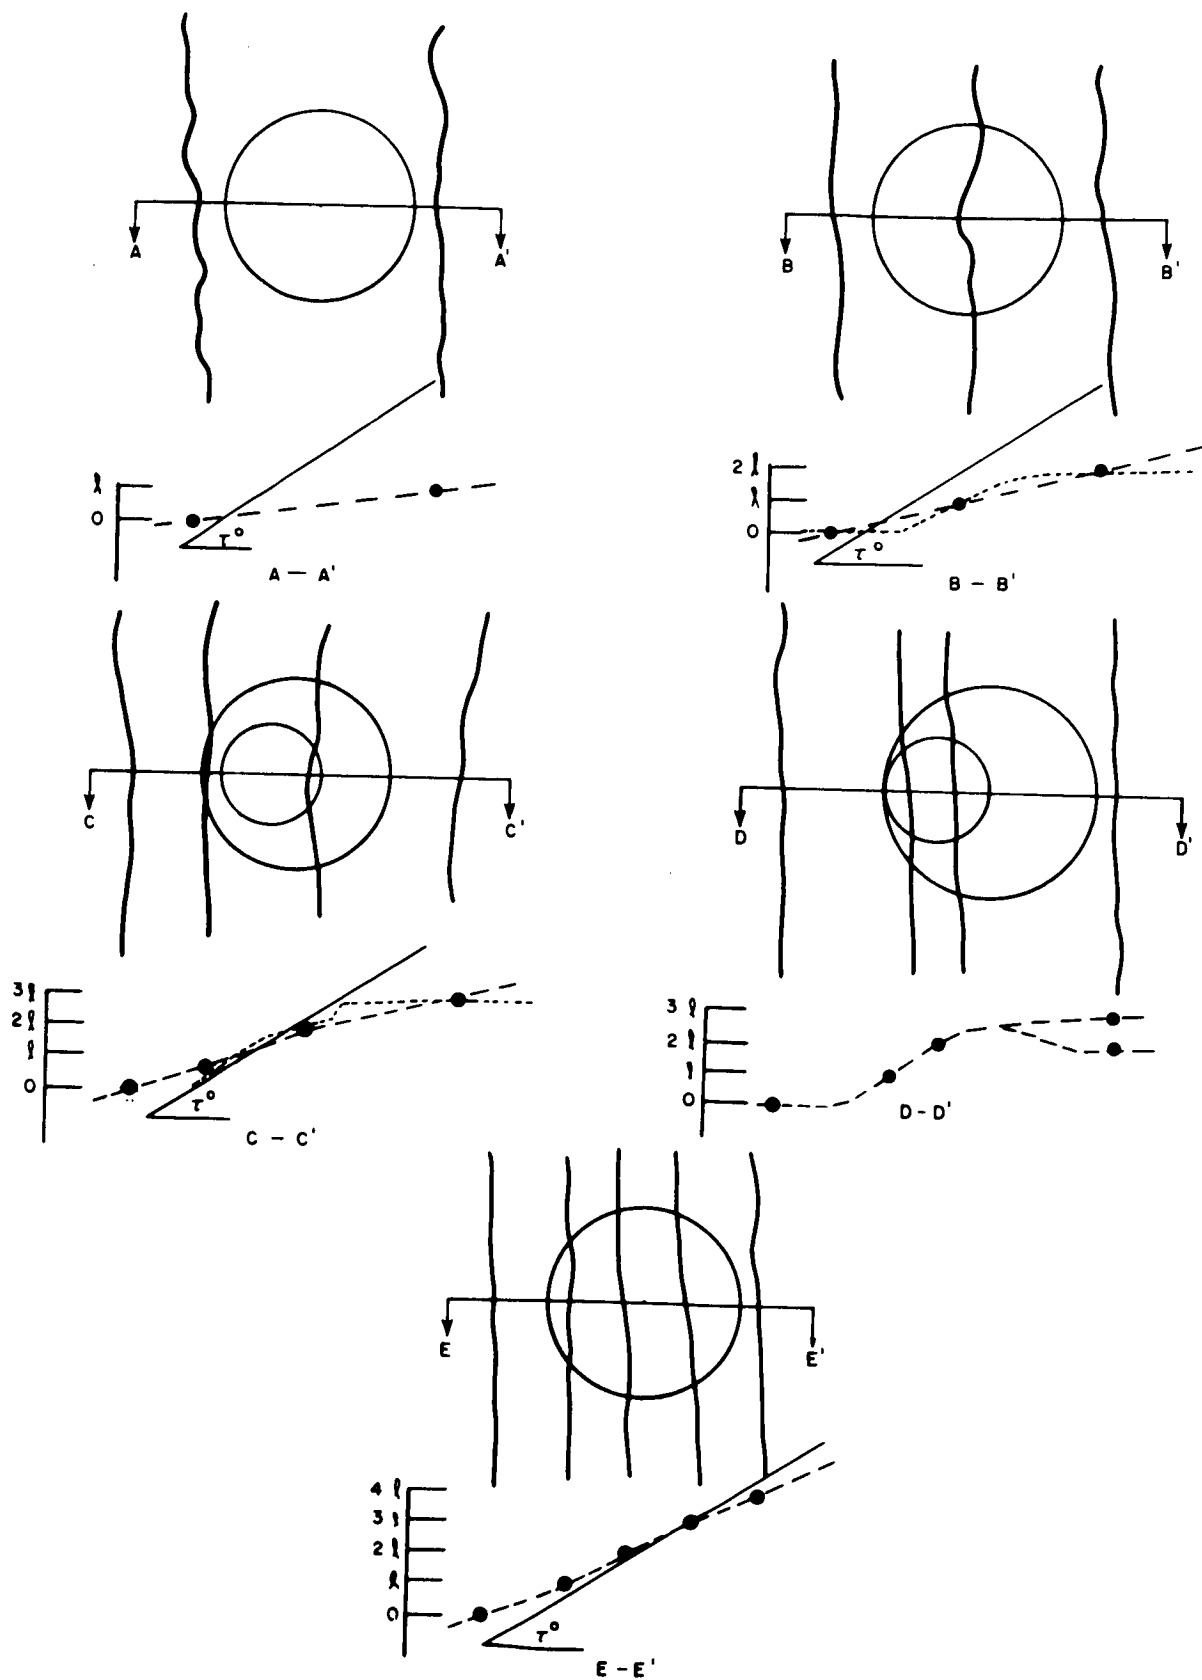 A
A'
B
B'
l
0
τ°
A — A'
2 l
l
0
τ°
B — B'
C
C'
D
D'
3 l
2 l
l
0
τ°
C — C'
3 l
2 l
l
0
D - D'
E
E'
4 l
3 l
2 l
l
0
τ°
E — E'